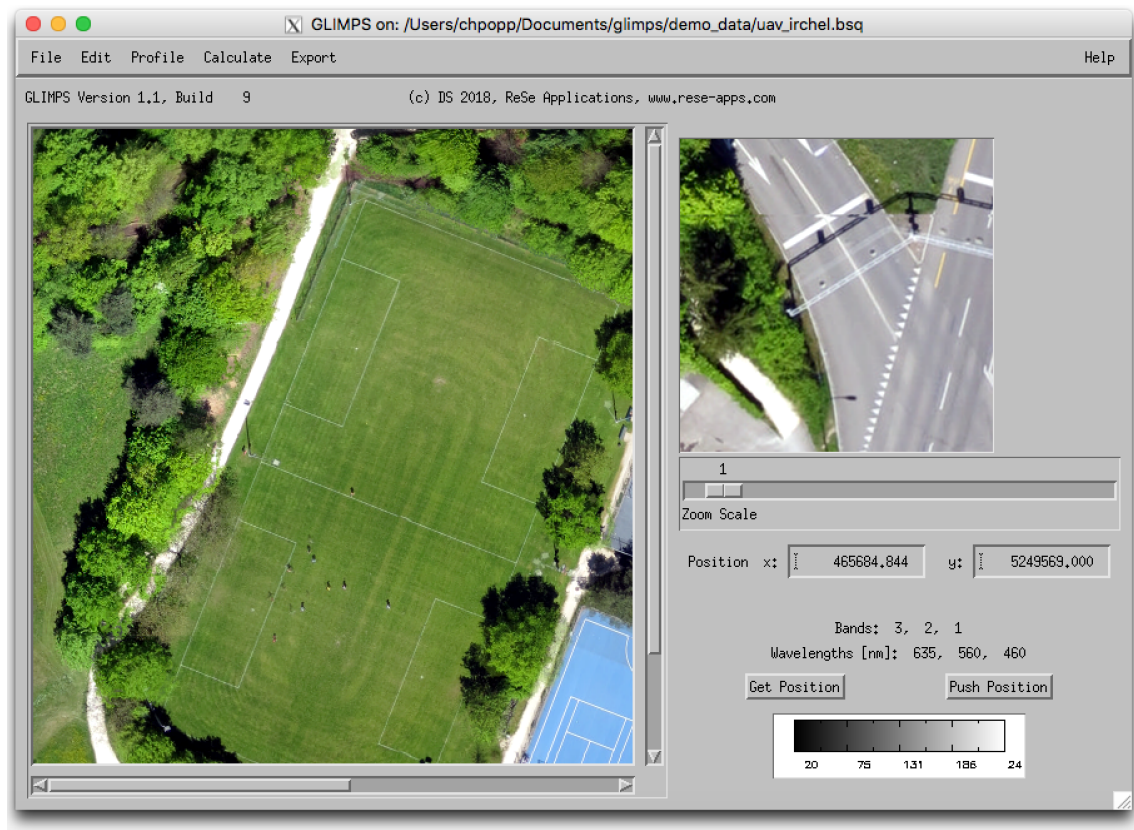 GLIMPS on: /Users/chpopp/Documents/glimps/demo_data/uav_irchel.bsq
File Edit Profile Calculate Export Help
GLIMPS Version 1.1, Build 9 (c) DS 2018, ReSe Applications, www.rese-apps.com
1
Zoom Scale
Position x: 465684.844 y: 5249569.000
Bands: 3, 2, 1
Wavelengths [nm]: 635, 560, 460
Get Position Push Position
20 75 131 186 24